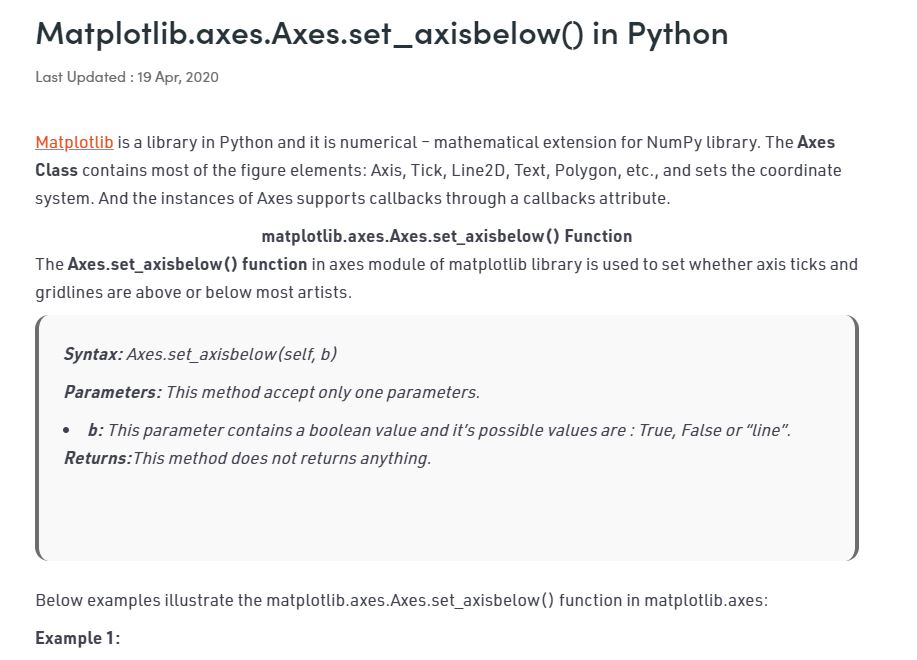 Matplotlib.axes.Axes.set_axisbelow() in Python
Last Updated : 19 Apr, 2020
Matplotlib is a library in Python and it is numerical – mathematical extension for NumPy library. The Axes
Class contains most of the figure elements: Axis, Tick, Line2D, Text, Polygon, etc., and sets the coordinate
system. And the instances of Axes supports callbacks through a callbacks attribute.
matplotlib.axes.Axes.set_axisbelow() Function
The Axes.set_axisbelow() function in axes module of matplotlib library is used to set whether axis ticks and
gridlines are above or below most artists.
Syntax: Axes.set_axisbelow(self, b)
Parameters: This method accept only one parameters.
• b: This parameter contains a boolean value and it’s possible values are : True, False or “line”.
Returns:This method does not returns anything.
Below examples illustrate the matplotlib.axes.Axes.set_axisbelow() function in matplotlib.axes:
Example 1: